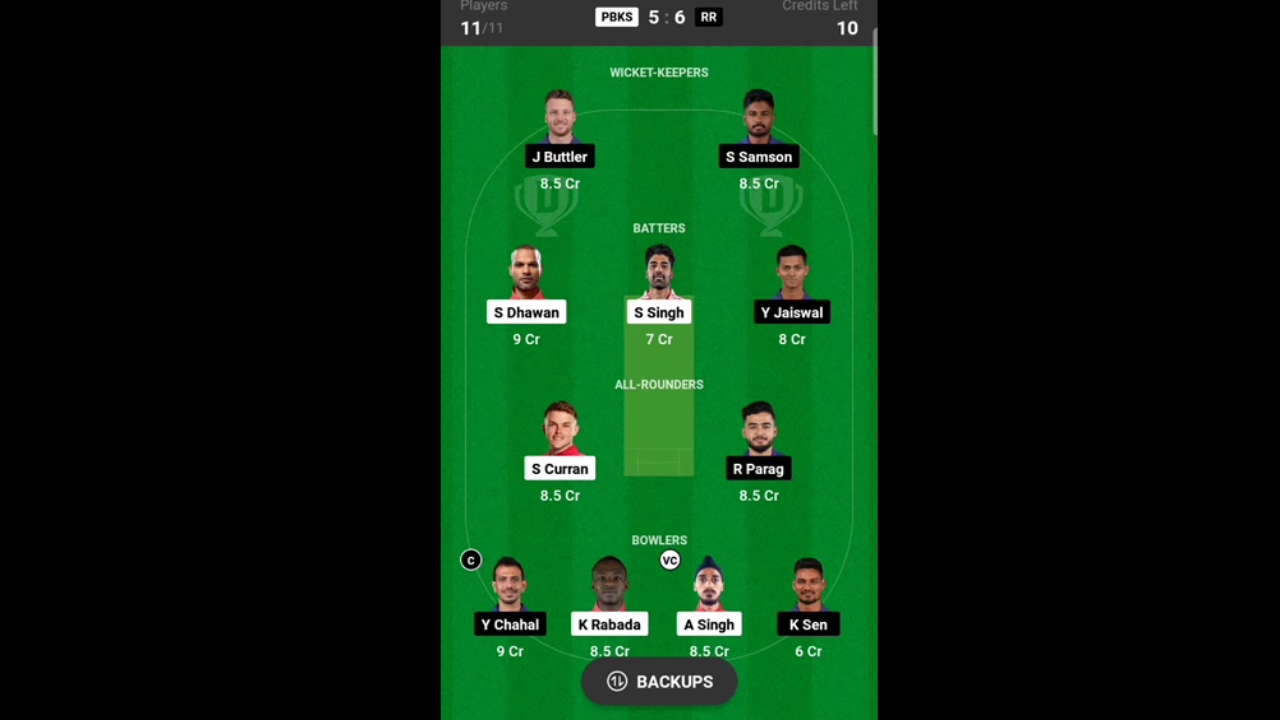 Players
Credits Left
11/11
PBKS 5 : 6 RR
10
WICKET-KEEPERS
J Buttler
S Samson
8.5 Cr
8.5 Cr
D
D
BATTERS
S Dhawan
S Singh
Y Jaiswal
9 Cr
7 Cr
8 Cr
ALL-ROUNDERS
S Curran
R Parag
8.5 Cr
8.5 Cr
BOWLERS
C
VC
Y Chahal
K Rabada
A Singh
K Sen
9 Cr
8.5 Cr
8.5 Cr
6 Cr
BACKUPS